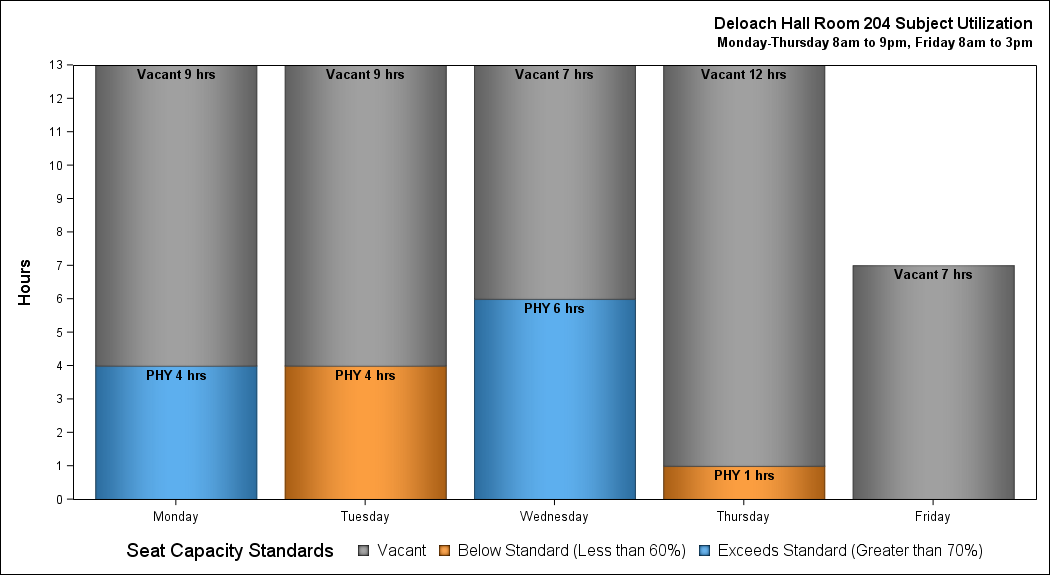 Deloach Hall Room 204 Subject Utilization
Monday-Thursday 8am to 9pm, Friday 8am to 3pm
Hours
13
12
11
10
9
8
7
6
5
4
3
2
1
0
Vacant 9 hrs
PHY 4 hrs
Vacant 9 hrs
PHY 4 hrs
Vacant 7 hrs
PHY 6 hrs
Vacant 12 hrs
PHY 1 hrs
Vacant 7 hrs
Monday Tuesday Wednesday Thursday Friday
Seat Capacity Standards Vacant Below Standard (Less than 60%) Exceeds Standard (Greater than 70%)